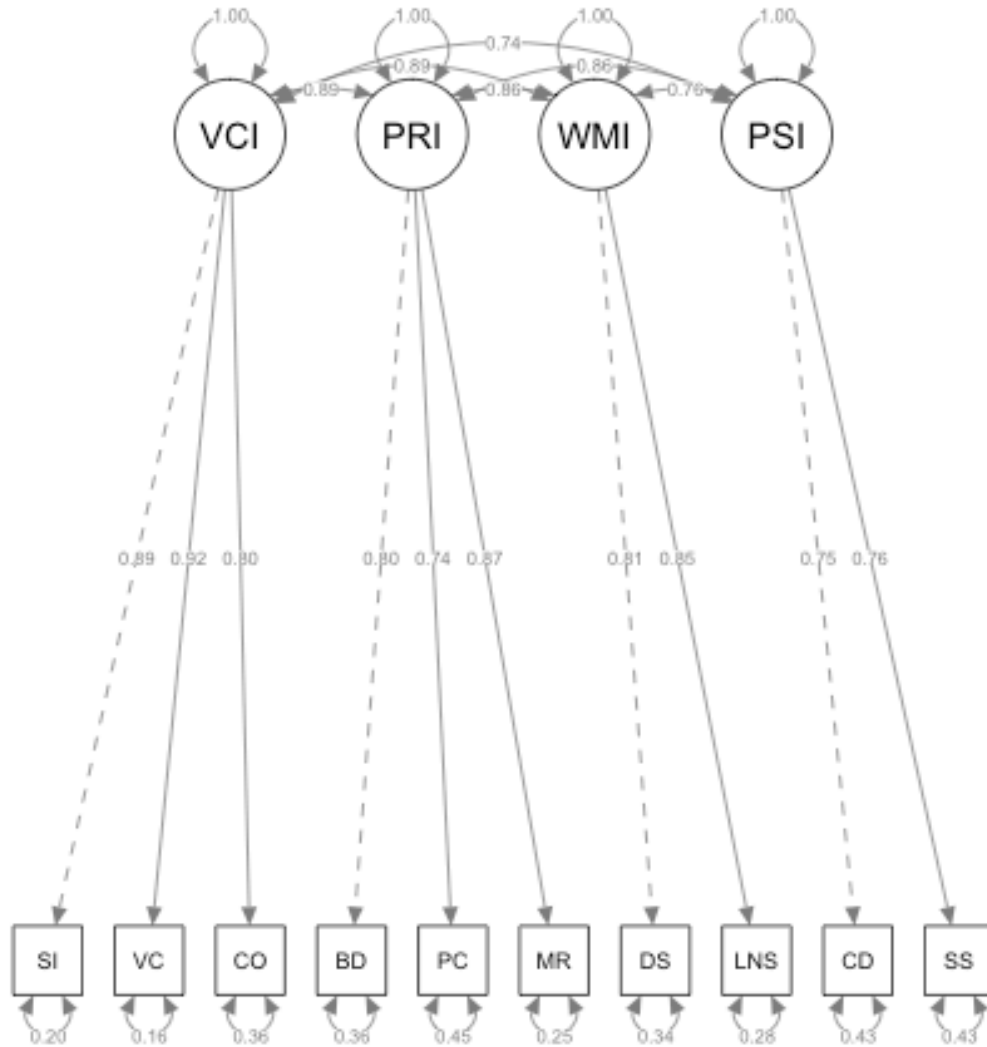 1.00 1.00 1.00 1.00
0.74
0.89 0.86
0.89 0.86 0.76
VCI PRI WMI PSI
0.89 0.92 0.80 0.80 0.74 0.87 0.81 0.85 0.75 0.76
SI VC CO BD PC MR DS LNS CD SS
0.20 0.16 0.36 0.36 0.45 0.25 0.34 0.28 0.43 0.43